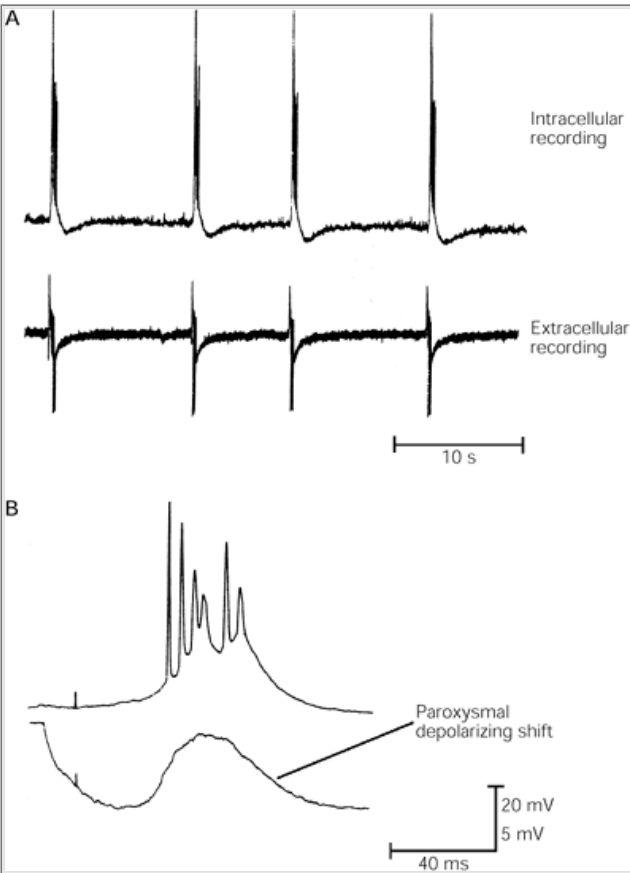 A
Intracellular
recording
Extracellular
recording
10 s
B
Paroxysmal
depolarizing shift
20 mV
5 mV
40 ms